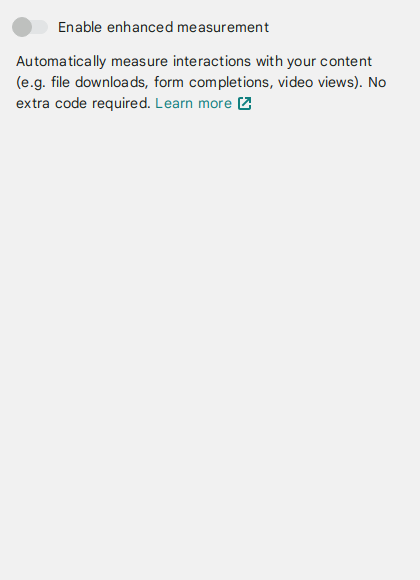 Enable enhanced measurement
Automatically measure interactions with your content
(e.g. file downloads, form completions, video views). No
extra code required. Learn more